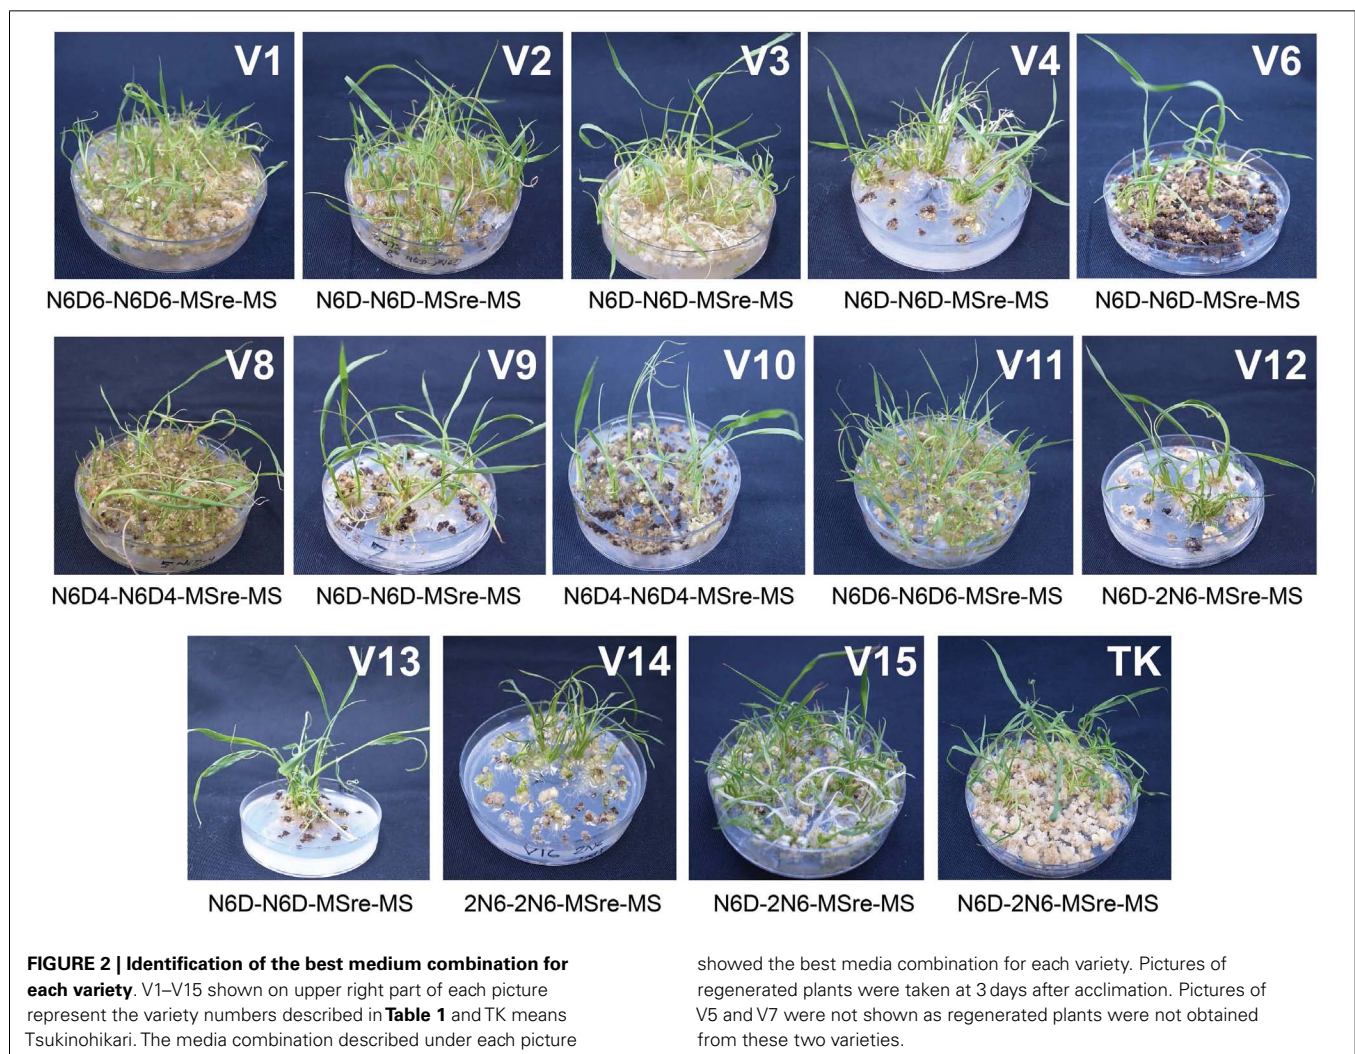 V1 V2 V3 V4 V6
N6D6-N6D6-MSre-MS N6D-N6D-MSre-MS N6D-N6D-MSre-MS N6D-N6D-MSre-MS N6D-N6D-MSre-MS
V8 V9 V10 V11 V12
N6D4-N6D4-MSre-MS N6D-N6D-MSre-MS N6D4-N6D4-MSre-MS N6D6-N6D6-MSre-MS N6D-2N6-MSre-MS
V13 V14 V15 TK
V16
N6D-N6D-MSre-MS 2N6-2N6-MSre-MS N6D-2N6-MSre-MS N6D-2N6-MSre-MS
FIGURE 2 | Identification of the best medium combination for
each variety. V1–V15 shown on upper right part of each picture
represent the variety numbers described in Table 1 and TK means
Tsukinohikari. The media combination described under each picture
showed the best media combination for each variety. Pictures of
regenerated plants were taken at 3 days after acclimation. Pictures of
V5 and V7 were not shown as regenerated plants were not obtained
from these two varieties.